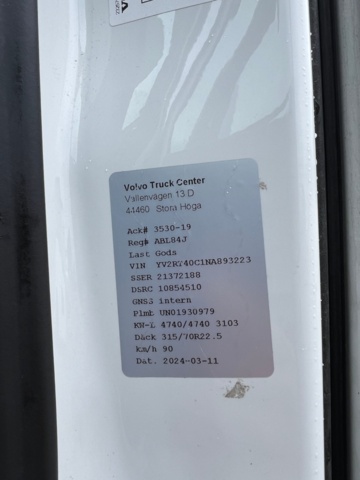 Volvo Truck Center
Vallenvägen 13 D
44460 Stora Höga
Ack# 3530-19
Reg# ABL84J
Last Gods
VIN YV2RT40C1NA893223
SSER 21372188
DSRC 10854510
GNSS intern
Plmb UN01930979
KW-L 4740/4740 3103
Däck 315/70R22.5
km/h 90
Dat. 2024-03-11